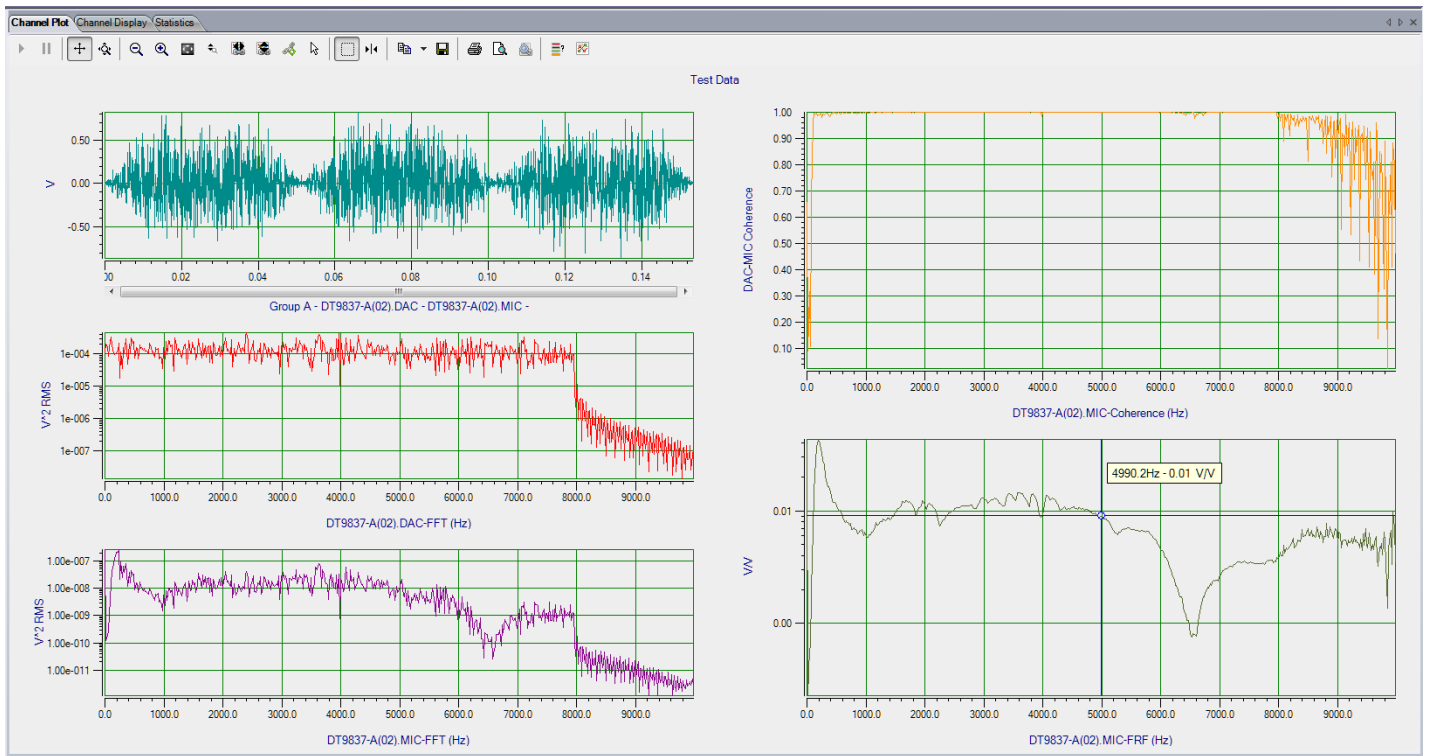 Channel Plot Channel Display Statistics
Test Data
0.50
0.00
-0.50
V
00 0.02 0.04 0.06 0.08 0.10 0.12 0.14
Group A - DT9837-A(02).DAC - DT9837-A(02).MIC -
1e-004
1e-005
1e-006
1e-007
V^2 RMS
0.0 1000.0 2000.0 3000.0 4000.0 5000.0 6000.0 7000.0 8000.0 9000.0
DT9837-A(02).DAC-FFT (Hz)
1.00e-007
1.00e-008
1.00e-009
1.00e-010
1.00e-011
V^2 RMS
0.0 1000.0 2000.0 3000.0 4000.0 5000.0 6000.0 7000.0 8000.0 9000.0
DT9837-A(02).MIC-FFT (Hz)
1.00
0.90
0.80
0.70
0.60
0.50
0.40
0.30
0.20
0.10
DAC-MIC Coherence
0.0 1000.0 2000.0 3000.0 4000.0 5000.0 6000.0 7000.0 8000.0 9000.0
DT9837-A(02).MIC-Coherence (Hz)
4990.2Hz - 0.01 V/V
0.01
0.00
V/V
0.0 1000.0 2000.0 3000.0 4000.0 5000.0 6000.0 7000.0 8000.0 9000.0
DT9837-A(02).MIC-FRF (Hz)